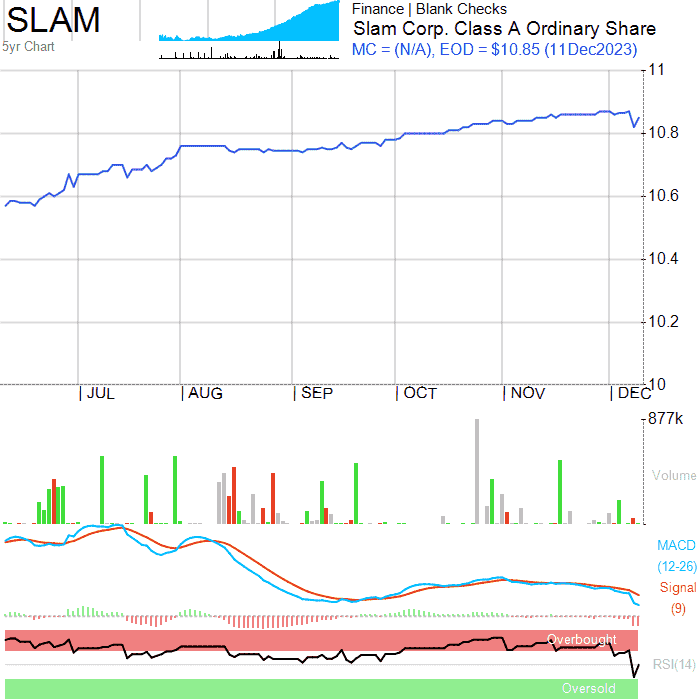 SLAM
5yr Chart
Finance | Blank Checks
Slam Corp. Class A Ordinary Share
MC = (N/A), EOD = $10.85 (11Dec2023)
11
10.8
10.6
10.4
10.2
10
| JUL | AUG | SEP | OCT | NOV | DEC
877k
Volume
MACD
(12-26)
Signal
(9)
Overbought
RSI(14)
Oversold